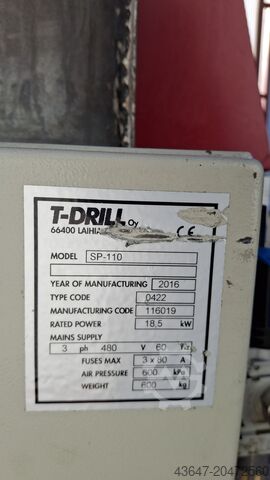 T-DRILL Oy
66400 LAIHIA
CE
MODEL SP-110
YEAR OF MANUFACTURING 2016
TYPE CODE 0422
MANUFACTURING CODE 116019
RATED POWER 18,5 kW
MAINS SUPPLY
3 ph 480 V 60 Hz
FUSES MAX 3 x 80 A
AIR PRESSURE 600 kPa
WEIGHT 600 kg
43647-20472560